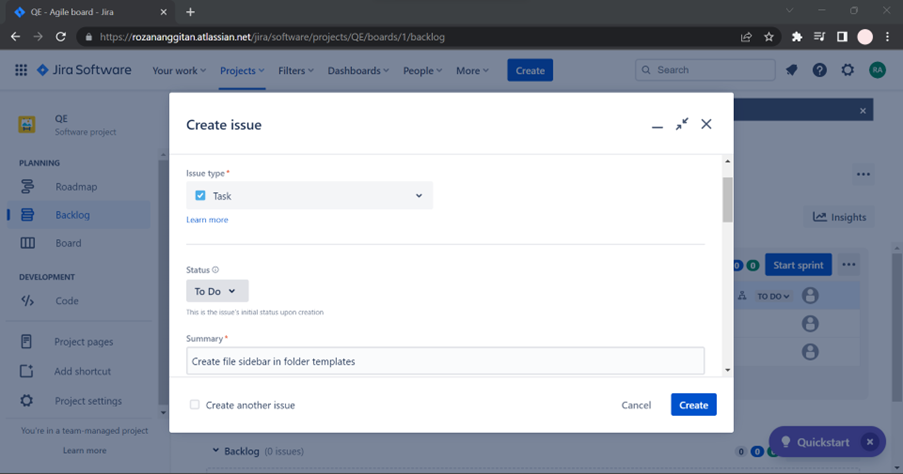 QE - Agile board - Jira
https://rozananggitan.atlassian.net/jira/software/projects/QE/boards/1/backlog
Jira Software Your work Projects Filters Dashboards People More Create Search RA
QE
Software project
PLANNING
Roadmap
Backlog
Board
DEVELOPMENT
Code
Project pages
Add shortcut
Project settings
You're in a team-managed project
Learn more
Create issue
Issue type*
Task
Learn more
Status
To Do
This is the issue's initial status upon creation
Summary*
Create file sidebar in folder templates
Create another issue Cancel Create
Insights
0 0 Start sprint
TO DO
Backlog (0 issues) 0 0
Quickstart